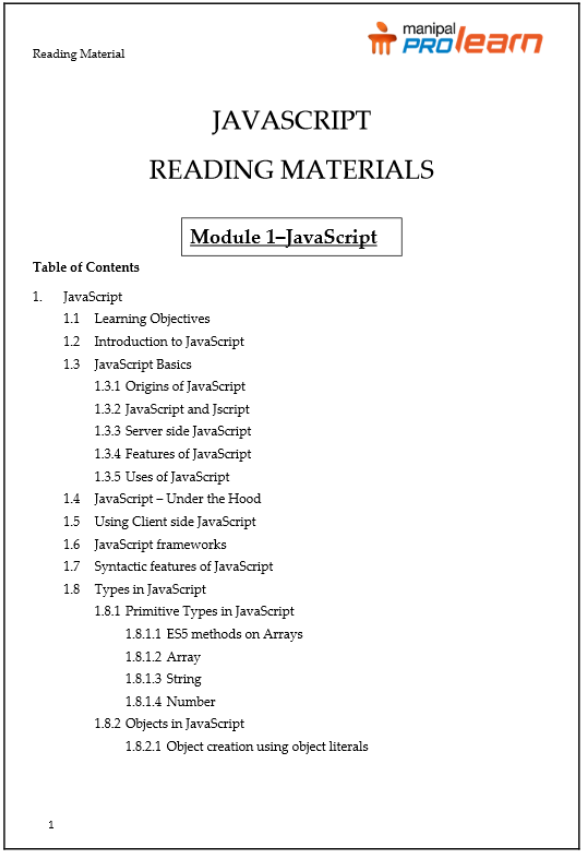 manipal
PROlearn
Reading Material
JAVASCRIPT
READING MATERIALS
Module 1–JavaScript
Table of Contents
1. JavaScript
1.1 Learning Objectives
1.2 Introduction to JavaScript
1.3 JavaScript Basics
1.3.1 Origins of JavaScript
1.3.2 JavaScript and Jscript
1.3.3 Server side JavaScript
1.3.4 Features of JavaScript
1.3.5 Uses of JavaScript
1.4 JavaScript – Under the Hood
1.5 Using Client side JavaScript
1.6 JavaScript frameworks
1.7 Syntactic features of JavaScript
1.8 Types in JavaScript
1.8.1 Primitive Types in JavaScript
1.8.1.1 ES5 methods on Arrays
1.8.1.2 Array
1.8.1.3 String
1.8.1.4 Number
1.8.2 Objects in JavaScript
1.8.2.1 Object creation using object literals
1